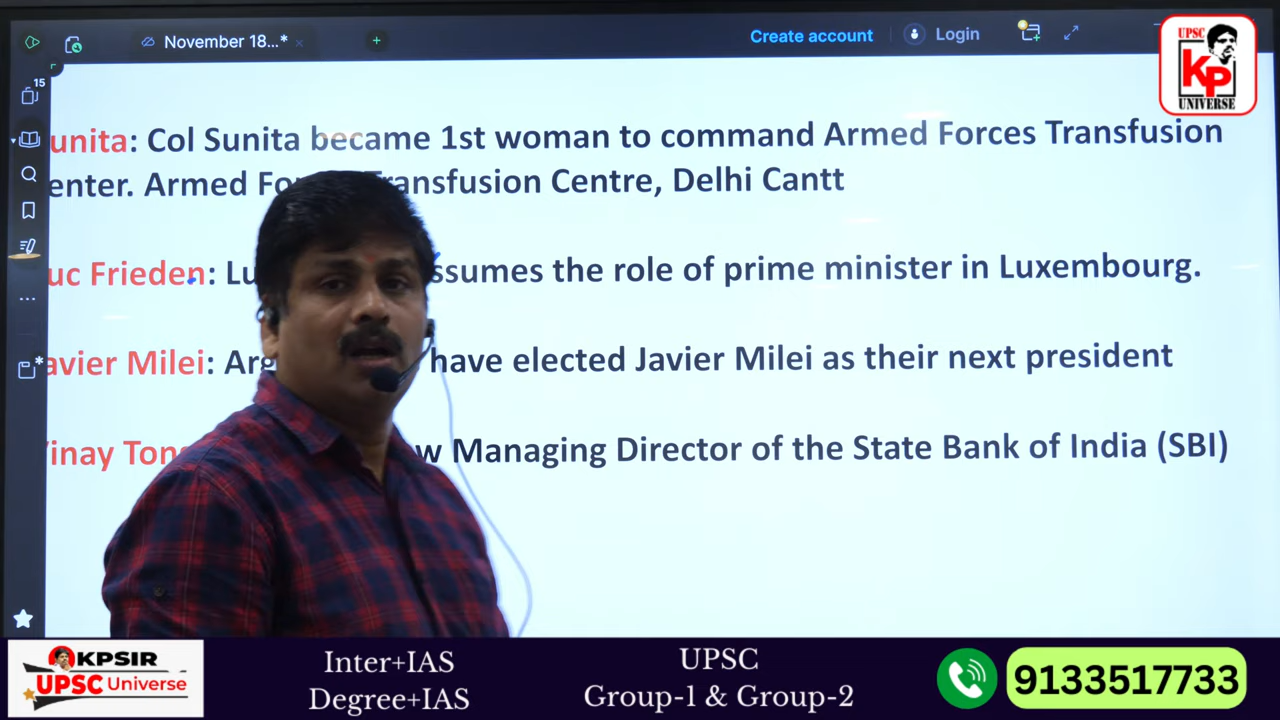 November 18...*
Create account
Login
UPSC
KP
UNIVERSE
15
unita: Col Sunita became 1st woman to command Armed Forces Transfusion
enter. Armed Fo ransfusion Centre, Delhi Cantt
uc Frieden: Lu ssumes the role of prime minister in Luxembourg.
avier Milei: Arg have elected Javier Milei as their next president
inay Ton w Managing Director of the State Bank of India (SBI)
KPSIR
UPSC Universe
Inter+IAS
Degree+IAS
UPSC
Group-1 & Group-2
9133517733